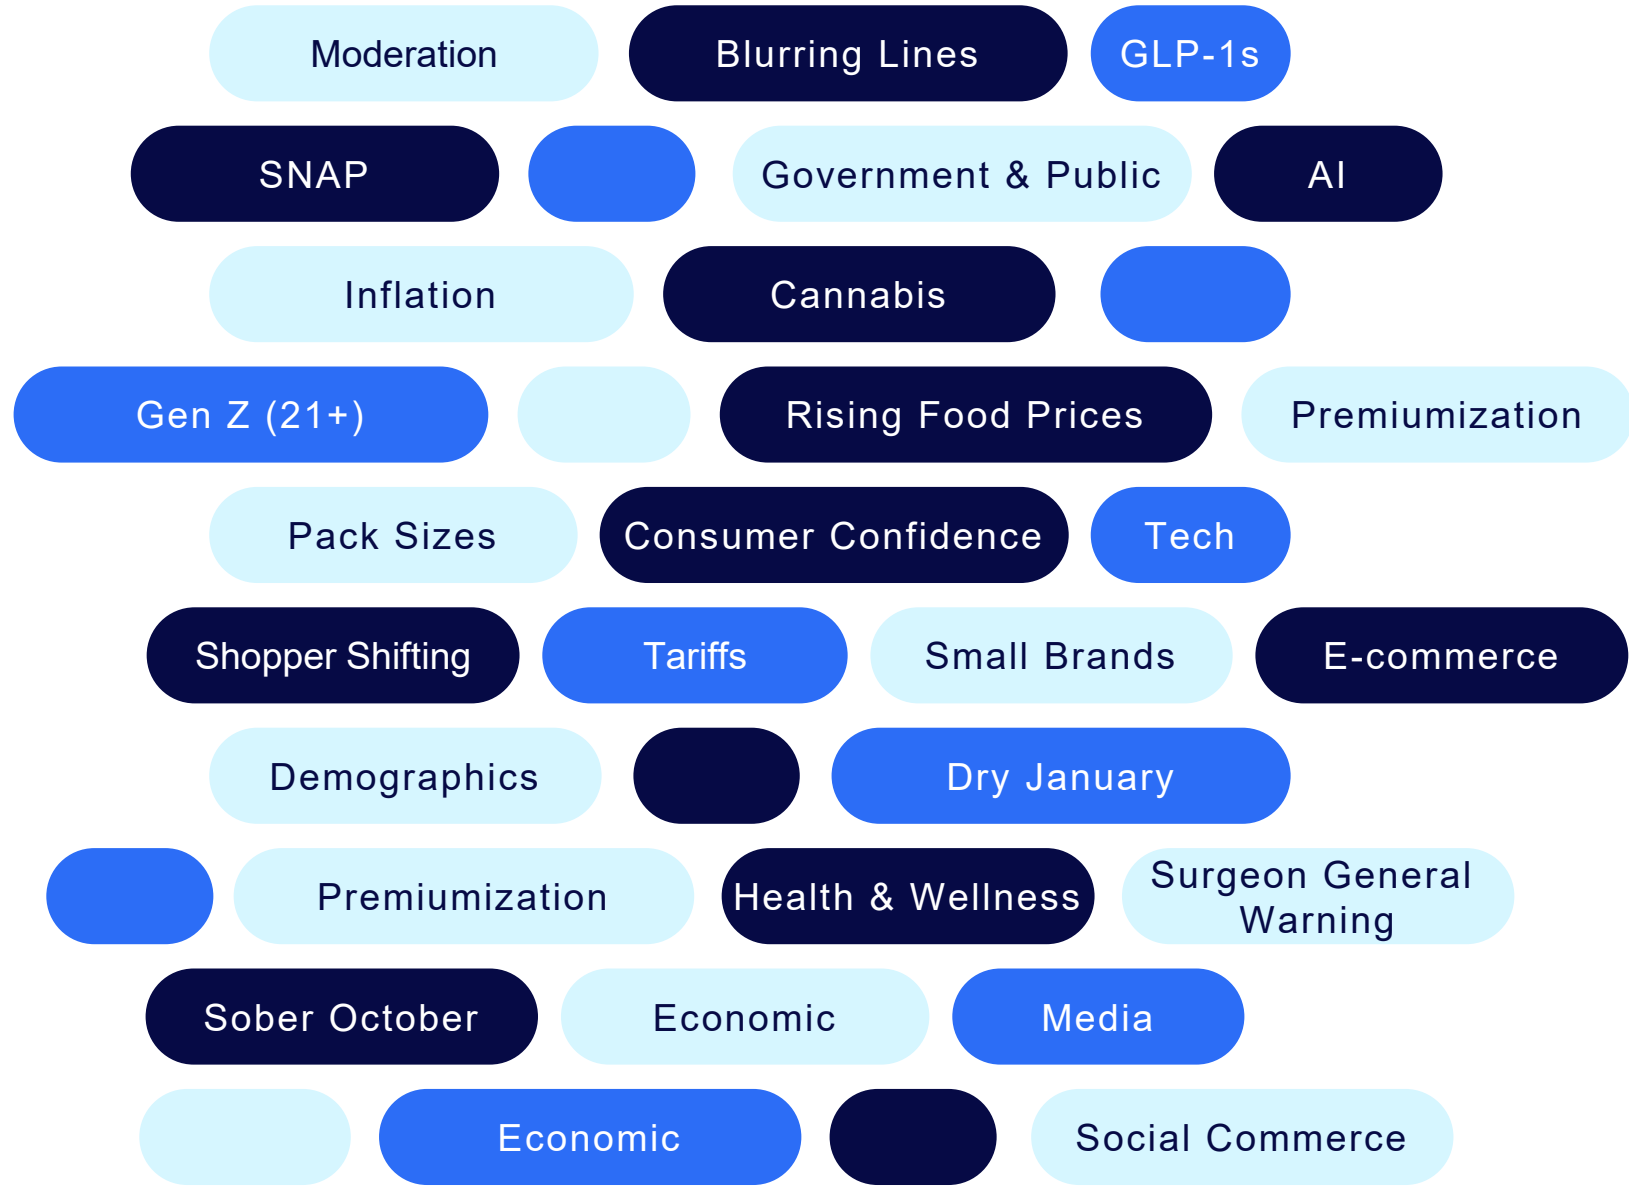 Moderation
Blurring Lines
GLP-1s
SNAP
Government & Public
AI
Inflation
Cannabis
Gen Z (21+)
Rising Food Prices
Premiumization
Pack Sizes
Consumer Confidence
Tech
Shopper Shifting
Tariffs
Small Brands
E-commerce
Demographics
Dry January
Premiumization
Health & Wellness
Surgeon General
Warning
Sober October
Economic
Media
Economic
Social Commerce